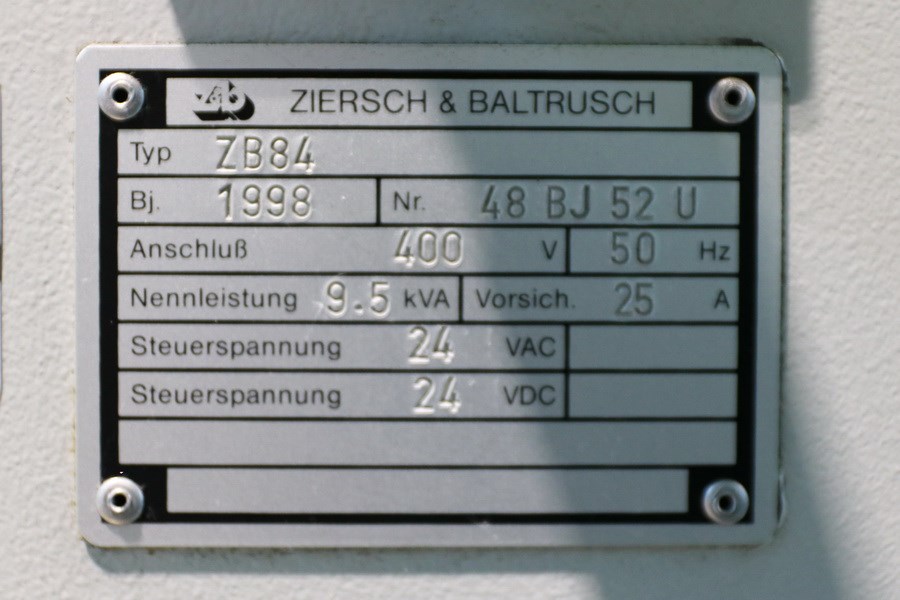 ZIERSCH & BALTRUSCH
Typ ZB84
Bj. 1998 Nr. 48 BJ 52 U
Anschluß 400 V 50 Hz
Nennleistung 9.5 kVA Vorsich. 25 A
Steuerspannung 24 VAC
Steuerspannung 24 VDC